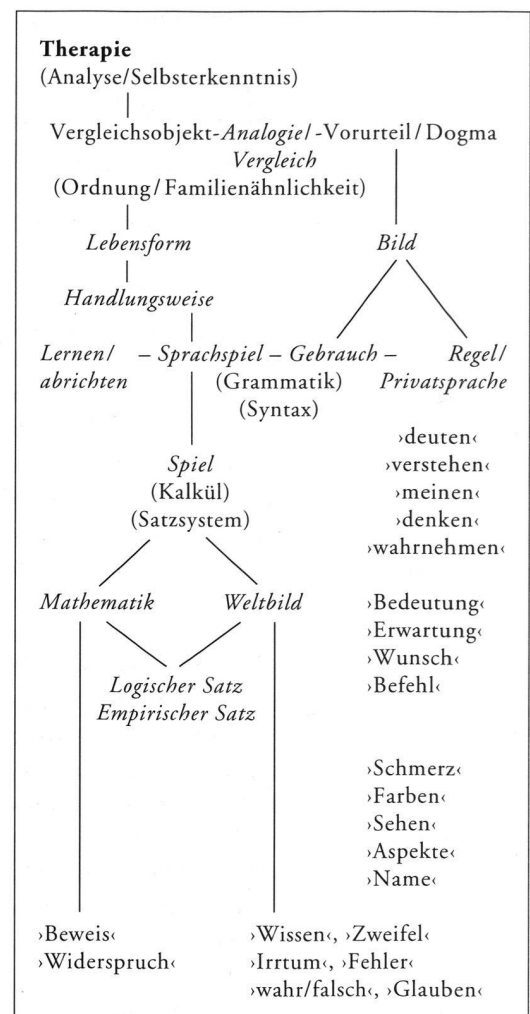 Therapie
(Analyse/Selbsterkenntnis)
Vergleichsobjekt-Analogie/ -Vorurteil/Dogma
Vergleich
(Ordnung/Familienähnlichkeit)
Lebensform Bild
Handlungsweise
Lernen/ – Sprachspiel – Gebrauch – Regel/
abrichten (Grammatik) Privatsprache
(Syntax)
›deuten‹
Spiel ›verstehen‹
(Kalkül) ›meinen‹
(Satzsystem) ›denken‹
›wahrnehmen‹
Mathematik Weltbild ›Bedeutung‹
›Erwartung‹
›Wunsch‹
Logischer Satz ›Befehl‹
Empirischer Satz
›Schmerz‹
›Farben‹
›Sehen‹
›Aspekte‹
›Name‹
›Beweis‹ ›Wissen‹, ›Zweifel‹
›Widerspruch‹ ›Irrtum‹, ›Fehler‹
›wahr/falsch‹, ›Glauben‹